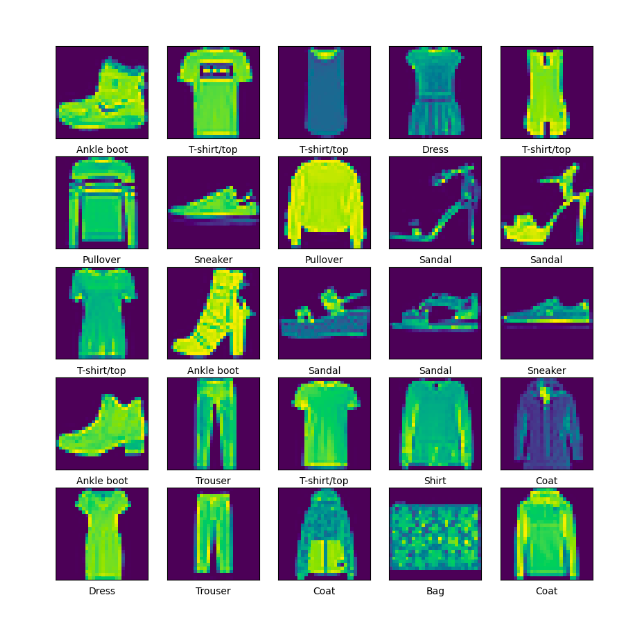 Ankle boot T-shirt/top T-shirt/top Dress T-shirt/top
Pullover Sneaker Pullover Sandal Sandal
T-shirt/top Ankle boot Sandal Sandal Sneaker
Ankle boot Trouser T-shirt/top Shirt Coat
Dress Trouser Coat Bag Coat